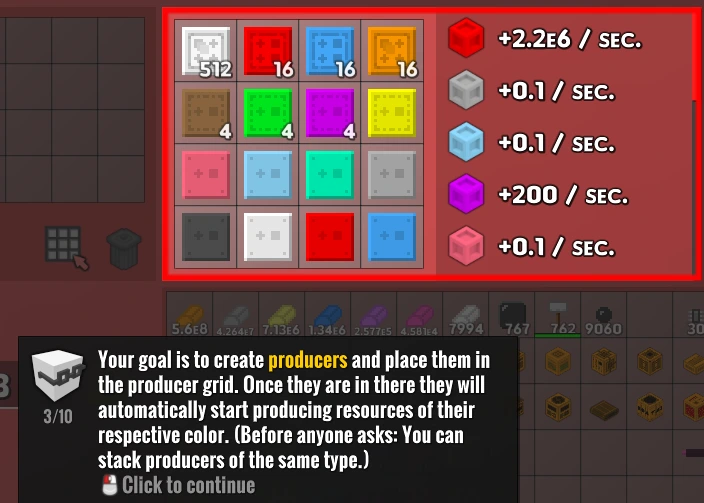 512 16 16 16
4 4 4
+2.2E6 / SEC.
+0.1 / SEC.
+0.1 / SEC.
+200 / SEC.
+0.1 / SEC.
5.6E8 4.264E7 7.13E6 1.34E6 2.577E5 4.581E4 7994 767 762 9060 30
Your goal is to create producers and place them in
the producer grid. Once they are in there they will
automatically start producing resources of their
respective color. (Before anyone asks: You can
stack producers of the same type.)
3/10
Click to continue